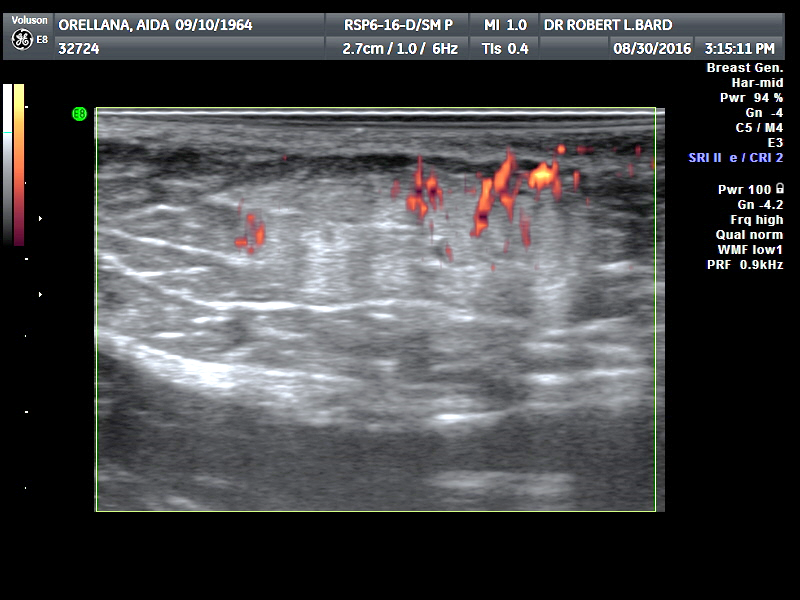 Voluson
E8
ORELLANA, AIDA 09/10/1964
32724
RSP6-16-D/SM P
2.7cm / 1.0 / 6Hz
MI 1.0
TIs 0.4
DR ROBERT L.BARD
08/30/2016
3:15:11 PM
Breast Gen.
Har-mid
Pwr 94 %
Gn -4
C5 / M4
E3
SRI II e / CRI 2
Pwr 100
Gn -4.2
Frq high
Qual norm
WMF low1
PRF 0.9kHz
E8